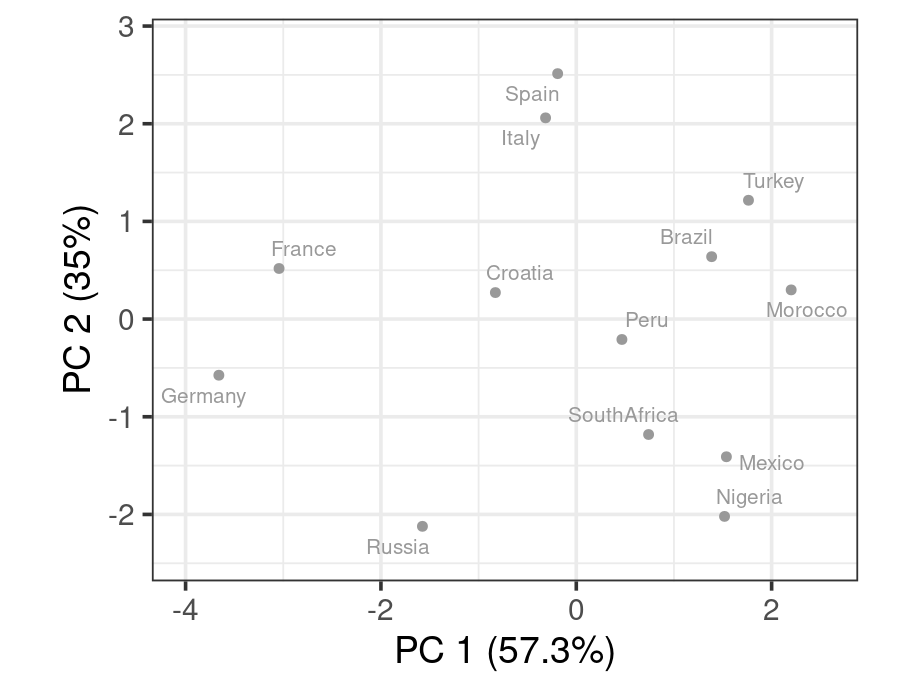 3
Spain
2
Italy
Turkey
1
Brazil
France
Croatia
Morocco
0
Peru
Germany
-1
SouthAfrica
Mexico
Nigeria
-2
Russia
-4
-2
0
2
PC 1 (57.3%)
PC 2 (35%)